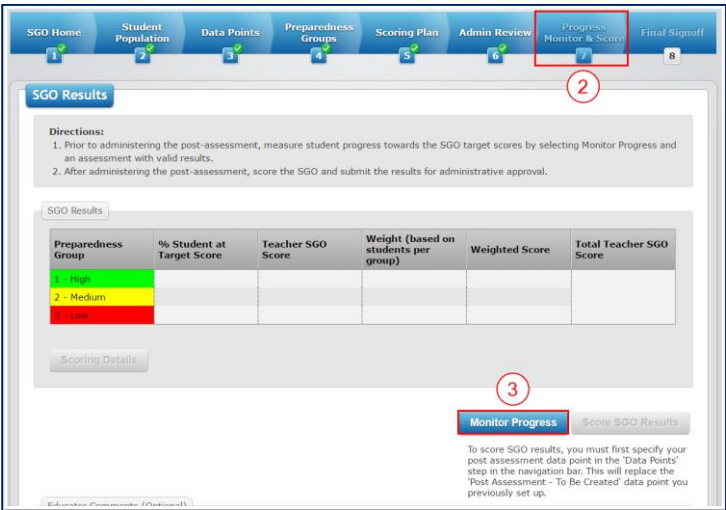 SGO Home
Student
Population
Data Points
Preparedness
Groups
Scoring Plan
Admin Review
Progress
Monitor & Score
Final Signoff
1
2
3
4
5
6
7
8
2
SGO Results
Directions:
1. Prior to administering the post-assessment, measure student progress towards the SGO target scores by selecting Monitor Progress and
an assessment with valid results.
2. After administering the post-assessment, score the SGO and submit the results for administrative approval.
SGO Results
Preparedness
Group
% Student at
Target Score
Teacher SGO
Score
Weight (based on
students per
group)
Weighted Score
Total Teacher SGO
Score
1 - High
2 - Medium
3 - Low
Scoring Details
3
Monitor Progress
Score SGO Results
To score SGO results, you must first specify your
post assessment data point in the 'Data Points'
step in the navigation bar. This will replace the
'Post Assessment - To Be Created' data point you
previously set up.
Educator Comments (Optional)